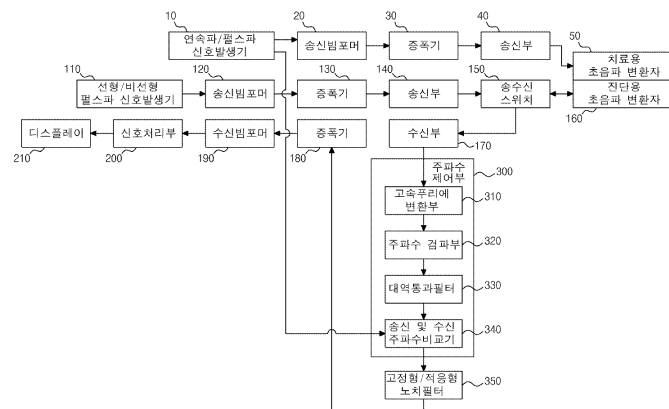 10
20
30
40
50
연속파/펄스파
신호발생기
송신빔포머
증폭기
송신부
치료용
초음파 변환자
110
120
130
140
150
선형/비선형
펄스파 신호발생기
송신빔포머
증폭기
송신부
송수신
스위치
진단용
초음파 변환자
160
디스플레이
신호처리부
수신빔포머
증폭기
수신부
210
200
190
180
170
주파수
제어부
300
고속푸리에
변환부
310
주파수 검파부
320
대역통과필터
330
송신 및 수신
주파수비교기
340
고정형/적응형
노치필터
350